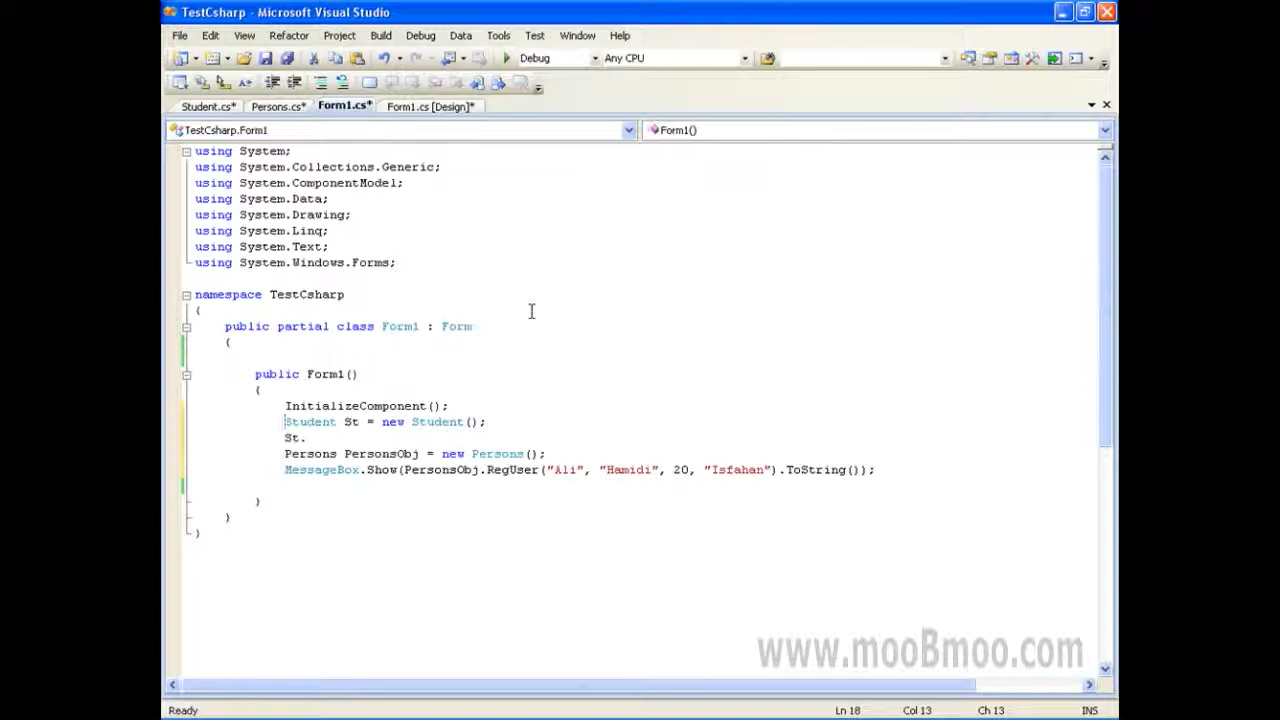 TestCsharp - Microsoft Visual Studio
File Edit View Refactor Project Build Debug Data Tools Test Window Help
Debug Any CPU
Student.cs* Persons.cs* Form1.cs* Form1.cs [Design]*
TestCsharp.Form1 Form1()
using System;
using System.Collections.Generic;
using System.ComponentModel;
using System.Data;
using System.Drawing;
using System.Linq;
using System.Text;
using System.Windows.Forms;
namespace TestCsharp
{
public partial class Form1 : Form
{
public Form1()
{
InitializeComponent();
Student St = new Student();
St.
Persons PersonsObj = new Persons();
MessageBox.Show(PersonsObj.RegUser("Ali", "Hamidi", 20, "Isfahan").ToString());
}
}
}
www.mooBmoo.com
Ready Ln 18 Col 13 Ch 13 INS